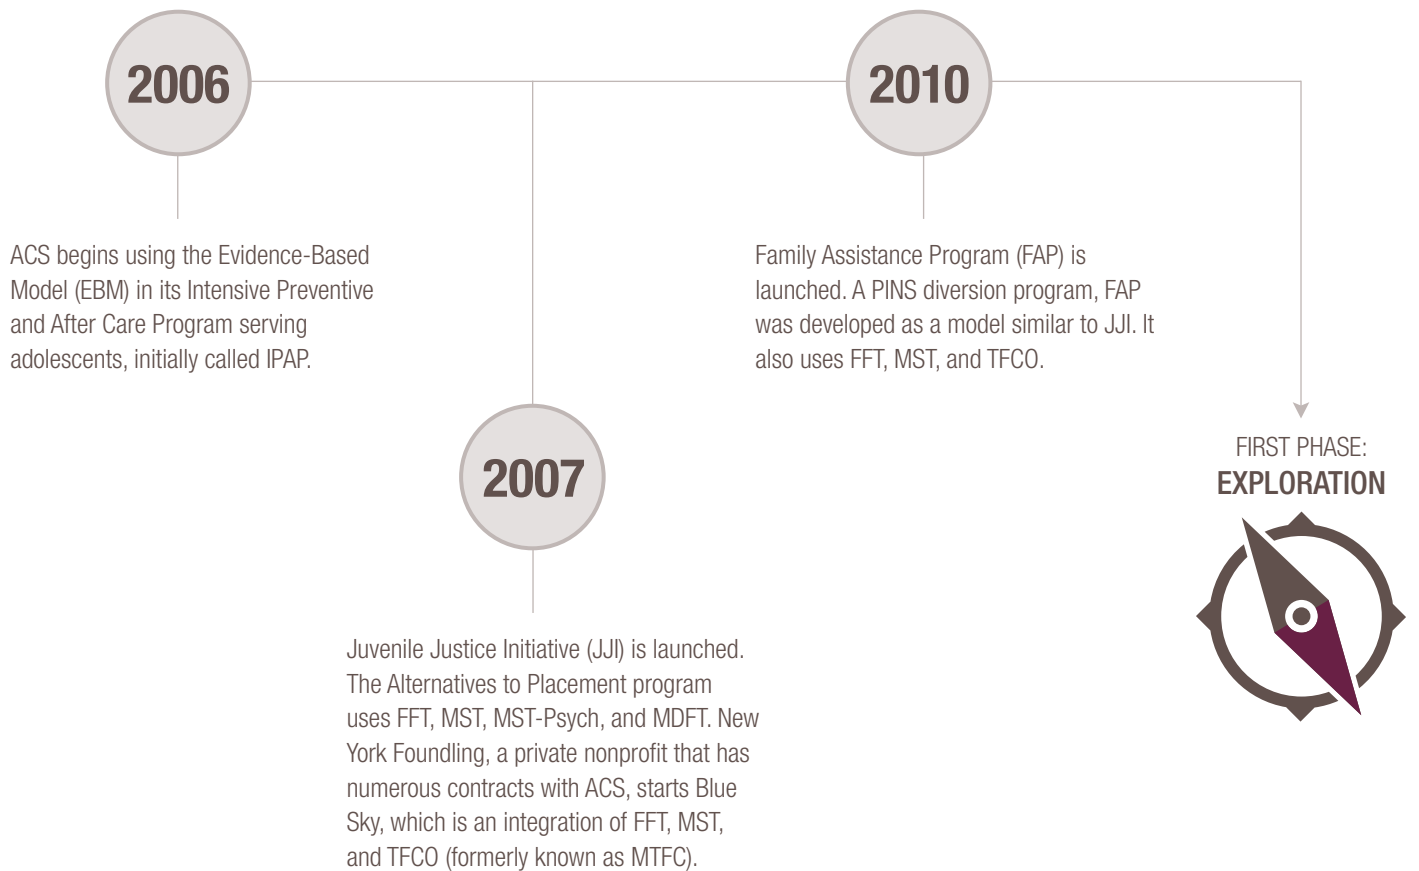 2006
ACS begins using the Evidence-Based
Model (EBM) in its Intensive Preventive
and After Care Program serving
adolescents, initially called IPAP.
2007
Juvenile Justice Initiative (JJI) is launched.
The Alternatives to Placement program
uses FFT, MST, MST-Psych, and MDFT. New
York Foundling, a private nonprofit that has
numerous contracts with ACS, starts Blue
Sky, which is an integration of FFT, MST,
and TFCO (formerly known as MTFC).
2010
Family Assistance Program (FAP) is
launched. A PINS diversion program, FAP
was developed as a model similar to JJI. It
also uses FFT, MST, and TFCO.
FIRST PHASE:
EXPLORATION